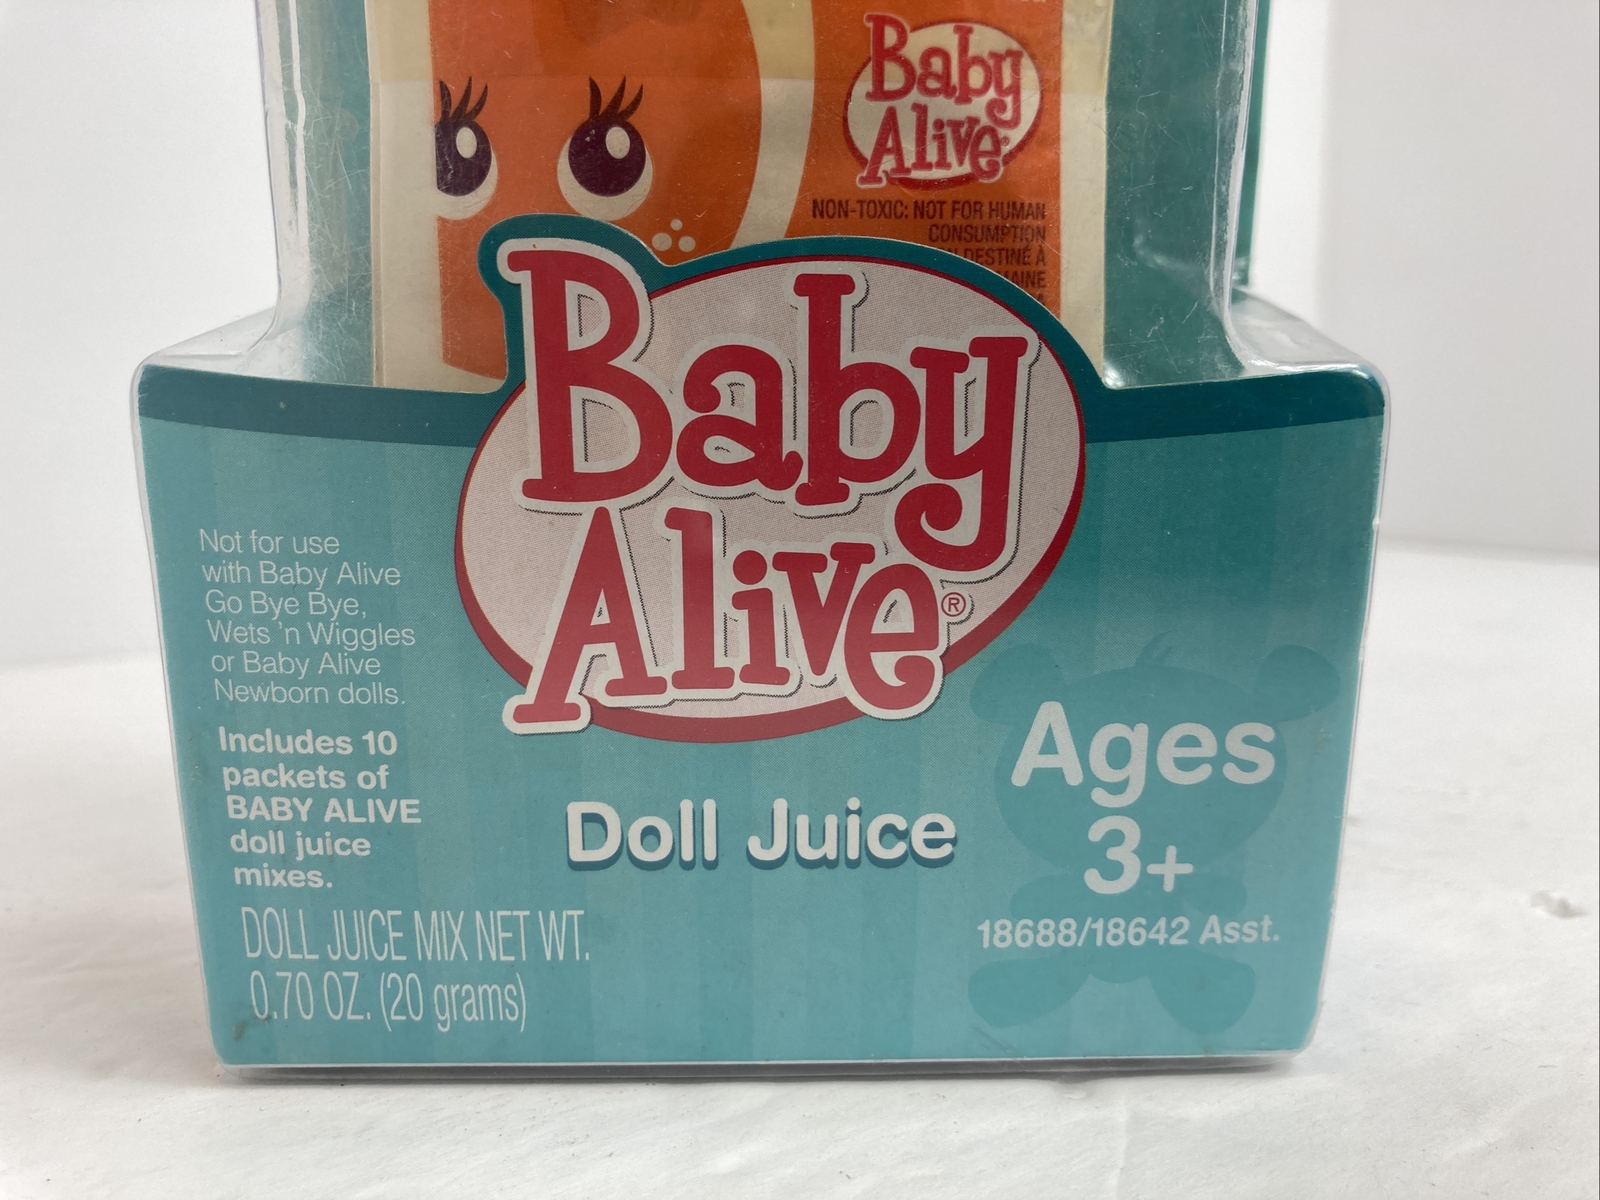 Baby
Alive
NON-TOXIC: NOT FOR HUMAN
CONSUMPTION
DESTINÉ À
Baby
Alive®
Not for use
with Baby Alive
Go Bye Bye,
Wets 'n Wiggles
or Baby Alive
Newborn dolls.
Includes 10
packets of
BABY ALIVE
doll juice
mixes.
DOLL JUICE MIX NET WT.
0.70 OZ. (20 grams)
Doll Juice
Ages
3+
18688/18642 Asst.